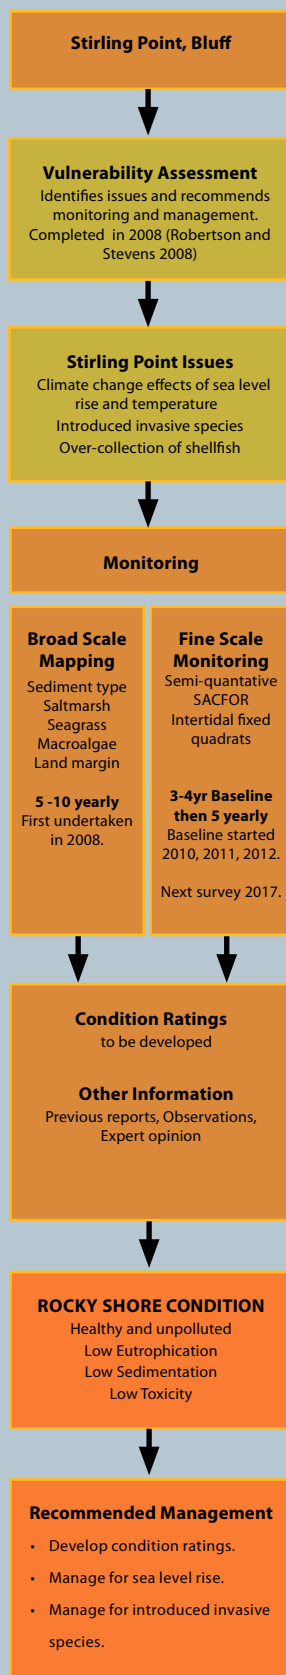 Stirling Point, Bluff
Vulnerability Assessment
Identifies issues and recommends
monitoring and management.
Completed in 2008 (Robertson and
Stevens 2008)
Stirling Point Issues
Climate change effects of sea level
rise and temperature
Introduced invasive species
Over-collection of shellfish
Monitoring
Broad Scale
Mapping
Sediment type
Saltmarsh
Seagrass
Macroalgae
Land margin
5 -10 yearly
First undertaken
in 2008.
Fine Scale
Monitoring
Semi-quantative
SACFOR
Intertidal fixed
quadrats
3-4yr Baseline
then 5 yearly
Baseline started
2010, 2011, 2012.
Next survey 2017.
Condition Ratings
to be developed
Other Information
Previous reports, Observations,
Expert opinion
ROCKY SHORE CONDITION
Healthy and unpolluted
Low Eutrophication
Low Sedimentation
Low Toxicity
Recommended Management
• Develop condition ratings.
• Manage for sea level rise.
• Manage for introduced invasive
species.